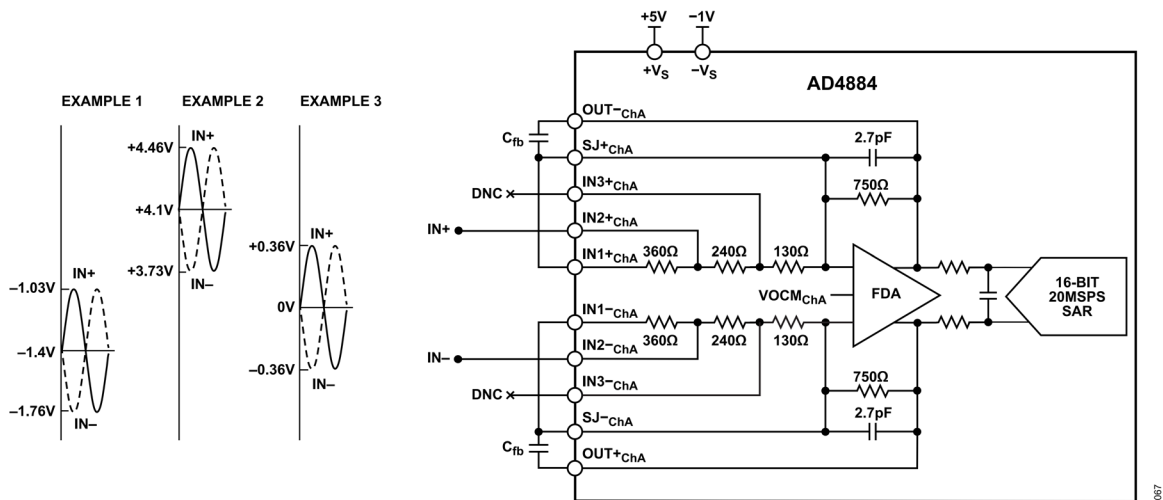 +5V −1V
+VS −VS
AD4884
EXAMPLE 1 EXAMPLE 2 EXAMPLE 3
IN+
+4.46V
+4.1V
+3.73V
IN−
IN+
+0.36V
0V
−0.36V
IN−
IN+
−1.03V
−1.4V
−1.76V
IN−
OUT−ChA
Cfb
SJ+ChA
DNC
IN3+ChA
IN+
IN2+ChA
IN1+ChA
360Ω 240Ω 130Ω
2.7pF
750Ω
VOCMChA
FDA
16-BIT
20MSPS
SAR
IN1−ChA
360Ω 240Ω 130Ω
IN−
IN2−ChA
DNC
IN3−ChA
SJ−ChA
Cfb
OUT+ChA
750Ω
2.7pF
067